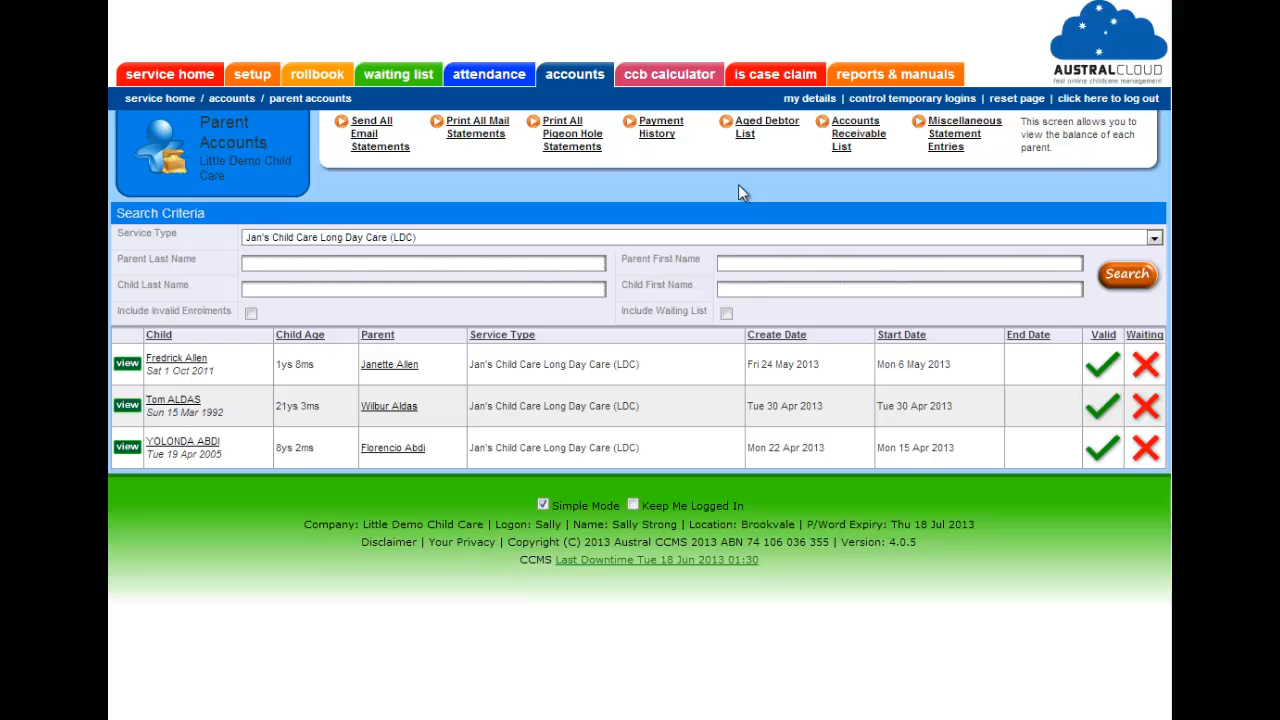 AUSTRALCLOUD
fast online childcare management
service home setup rollbook waiting list attendance accounts ccb calculator is case claim reports & manuals
service home / accounts / parent accounts my details | control temporary logins | reset page | click here to log out
Parent
Accounts
Little Demo Child
Care
Send All
Email
Statements
Print All Mail
Statements
Print All
Pigeon Hole
Statements
Payment
History
Aged Debtor
List
Accounts
Receivable
List
Miscellaneous
Statement
Entries
This screen allows you to
view the balance of each
parent.
Search Criteria
Service Type Jan's Child Care Long Day Care (LDC)
Parent Last Name Parent First Name
Search
Child Last Name Child First Name
Include Invalid Enrolments Include Waiting List
Child Child Age Parent Service Type Create Date Start Date End Date Valid Waiting
view Fredrick Allen 1ys 8ms Janette Allen Jan's Child Care Long Day Care (LDC) Fri 24 May 2013 Mon 6 May 2013
Sat 1 Oct 2011
view Tom ALDAS 21ys 3ms Wilbur Aldas Jan's Child Care Long Day Care (LDC) Tue 30 Apr 2013 Tue 30 Apr 2013
Sun 15 Mar 1992
view YOLONDA ABDI 8ys 2ms Florencio Abdi Jan's Child Care Long Day Care (LDC) Mon 22 Apr 2013 Mon 15 Apr 2013
Tue 19 Apr 2005
Simple Mode Keep Me Logged In
Company: Little Demo Child Care | Logon: Sally | Name: Sally Strong | Location: Brookvale | P/Word Expiry: Thu 18 Jul 2013
Disclaimer | Your Privacy | Copyright (C) 2013 Austral CCMS 2013 ABN 74 106 036 355 | Version: 4.0.5
CCMS Last Downtime Tue 18 Jun 2013 01:30